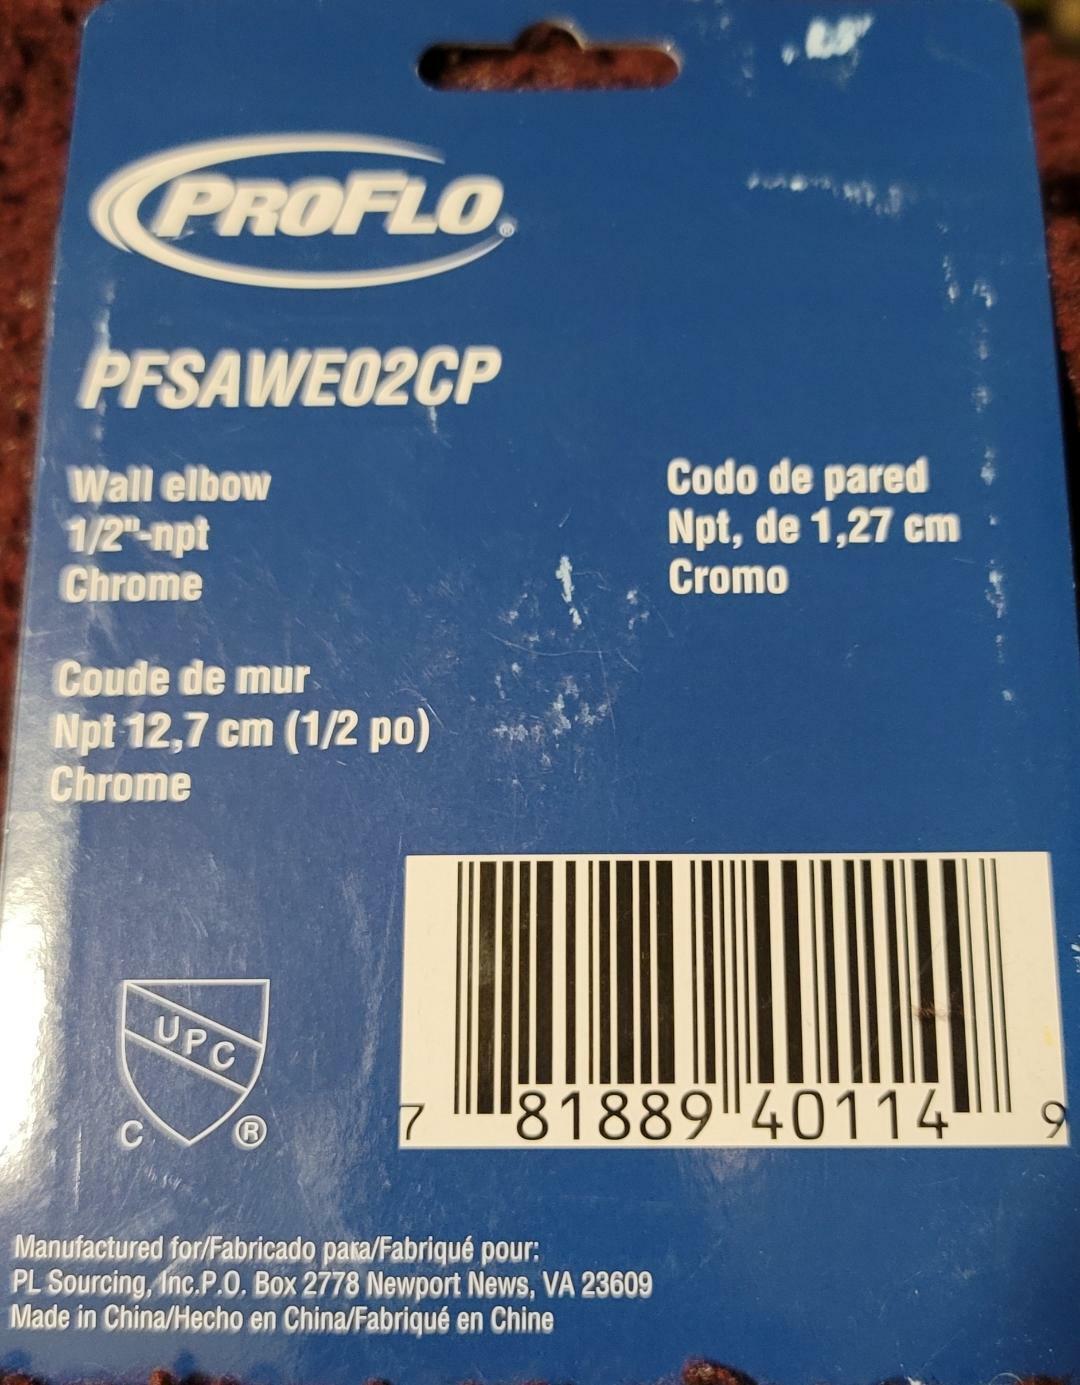 PROFLO®
PFSAWE02CP
Wall elbow
1/2"-npt
Chrome
Codo de pared
Npt, de 1,27 cm
Cromo
Coude de mur
Npt 12,7 cm (1/2 po)
Chrome
UPC
C ®
7 81889 40114 9
Manufactured for/Fabricado para/Fabriqué pour:
PL Sourcing, Inc.P.O. Box 2778 Newport News, VA 23609
Made in China/Hecho en China/Fabriqué en Chine